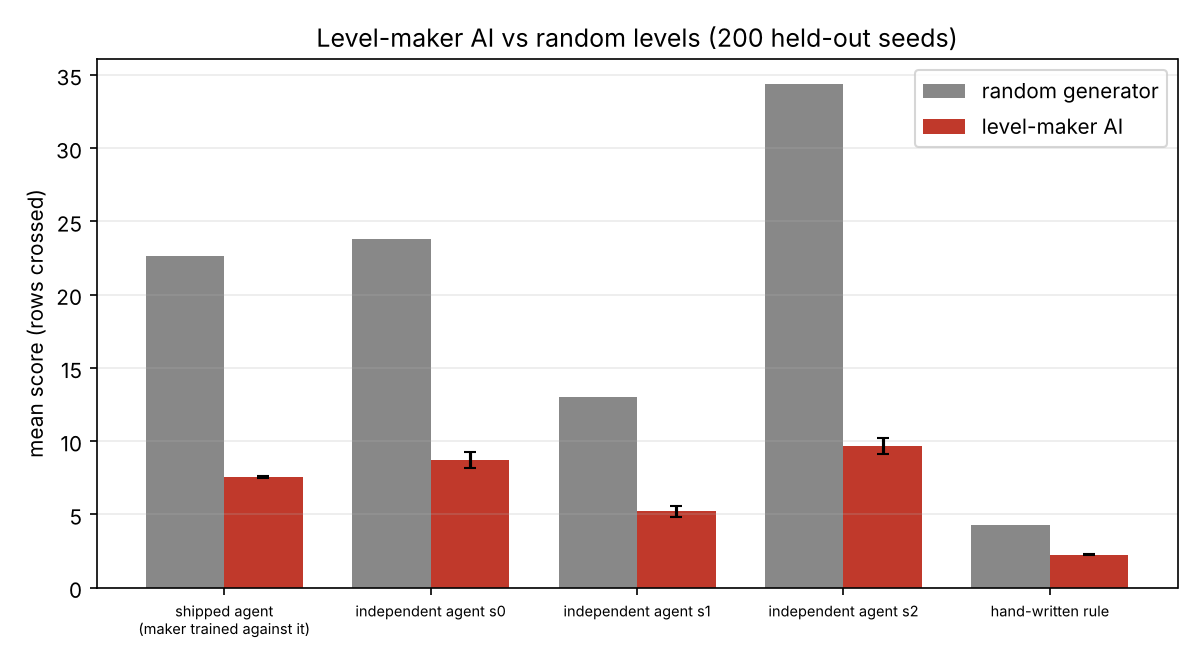 Level-maker AI vs random levels (200 held-out seeds)
random generator
level-maker AI
mean score (rows crossed)
35
30
25
20
15
10
5
0
shipped agent
(maker trained against it)
independent agent s0
independent agent s1
independent agent s2
hand-written rule